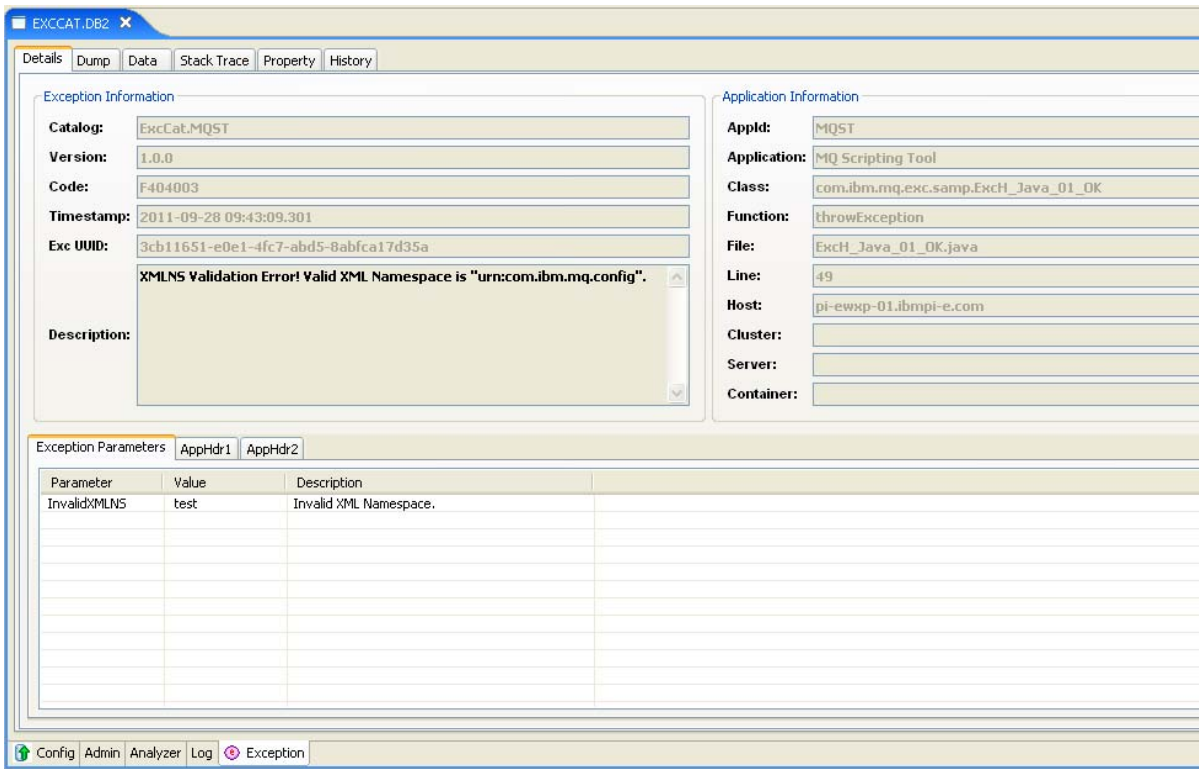 EXCCAT.DB2
Details Dump Data Stack Trace Property History
Exception Information
Catalog: ExcCat.MQST
Version: 1.0.0
Code: F404003
Timestamp: 2011-09-28 09:43:09.301
Exc UUID: 3cb11651-e0e1-4fc7-abd5-8abfca17d35a
Description: XMLNS Validation Error! Valid XML Namespace is "urn:com.ibm.mq.config".
Application Information
AppId: MQST
Application: MQ Scripting Tool
Class: com.ibm.mq.exc.samp.ExcH_Java_01_OK
Function: throwException
File: ExcH_Java_01_OK.java
Line: 49
Host: pi-ewxp-01.ibmpi-e.com
Cluster:
Server:
Container:
Exception Parameters AppHdr1 AppHdr2
Parameter Value Description
InvalidXMLNS test Invalid XML Namespace.
Config Admin Analyzer Log Exception